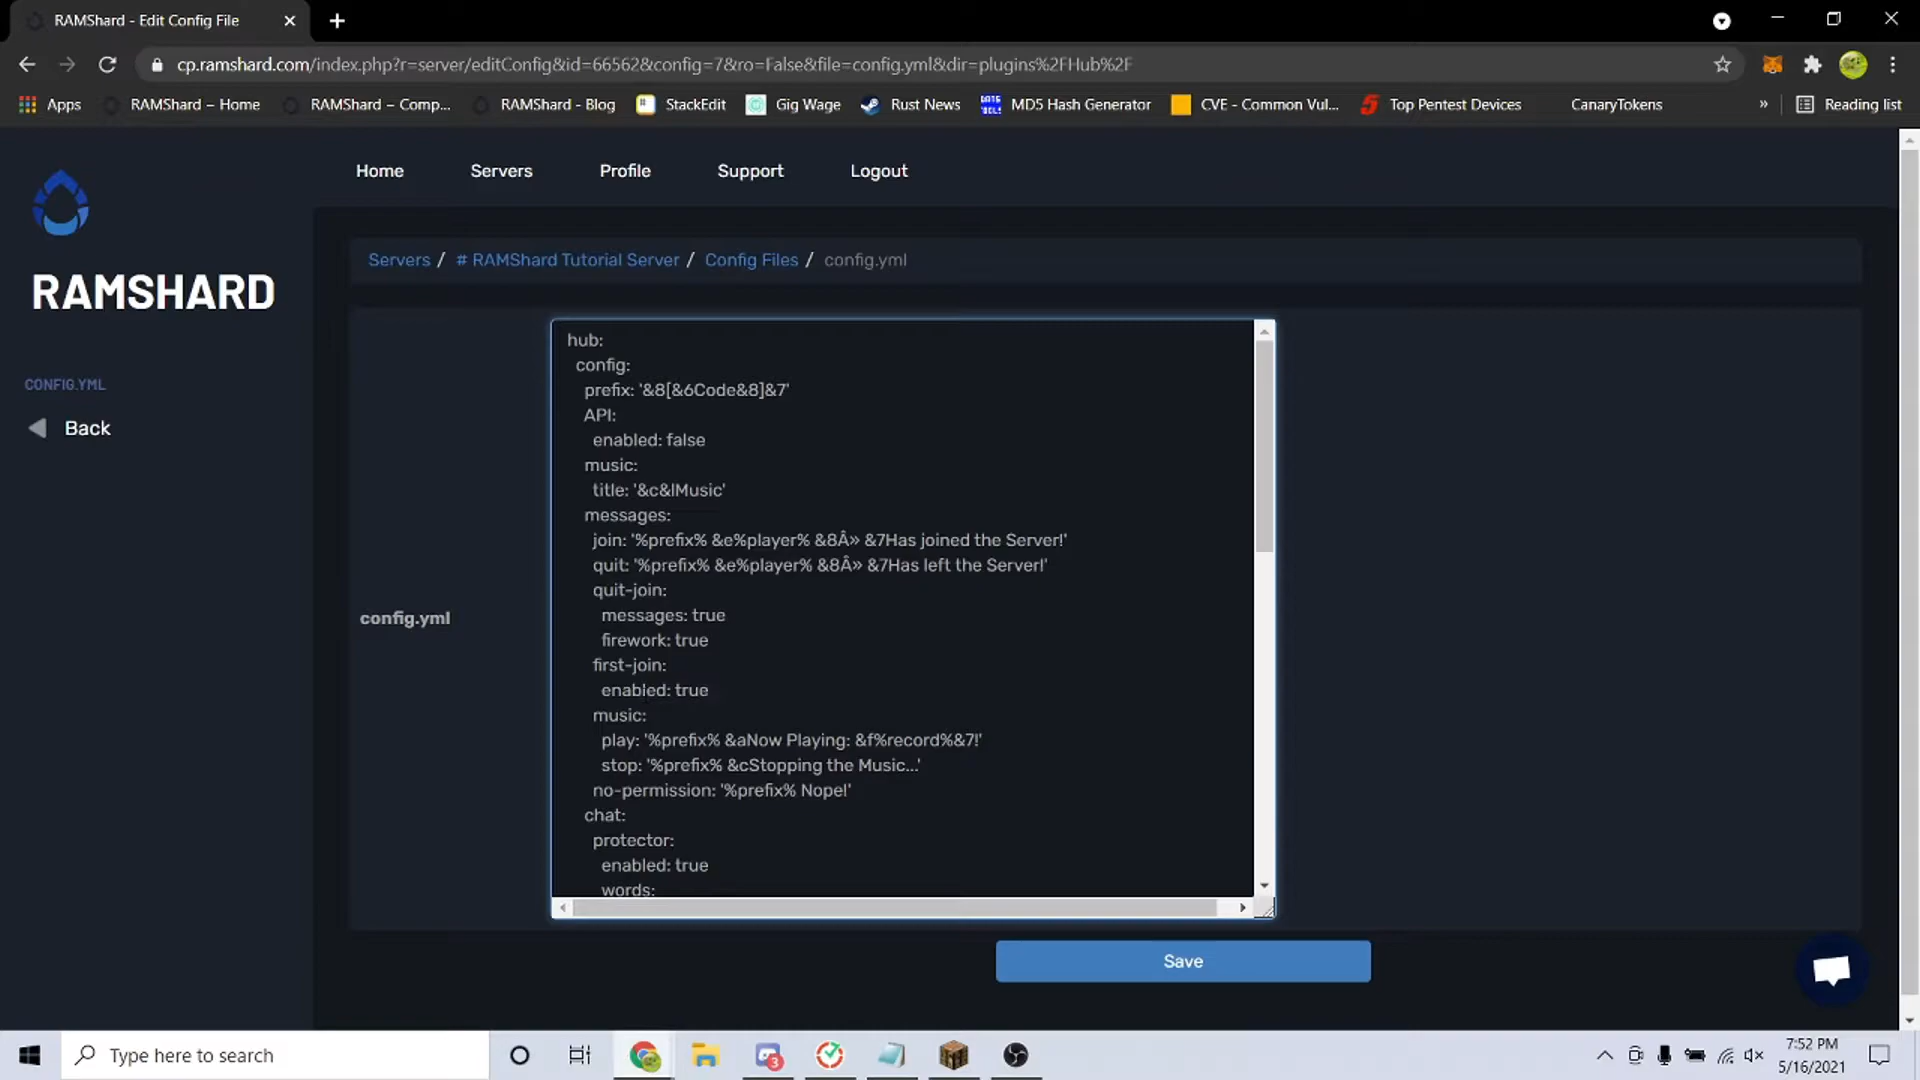 RAMShard - Edit Config File
cp.ramshard.com/index.php?r=server/editConfig&id=66562&config=7&ro=False&file=config.yml&dir=plugins%2FHub%2F
Apps RAMShard – Home RAMShard – Comp... RAMShard - Blog StackEdit Gig Wage Rust News MD5 Hash Generator CVE - Common Vul... Top Pentest Devices CanaryTokens » Reading list
Home Servers Profile Support Logout
RAMSHARD
Servers / # RAMShard Tutorial Server / Config Files / config.yml
CONFIG.YML
Back
config.yml
hub:
config:
prefix: '&8[&6Code&8]&7'
API:
enabled: false
music:
title: '&c&lMusic'
messages:
join: '%prefix% &e%player% &8Â» &7Has joined the Server!'
quit: '%prefix% &e%player% &8Â» &7Has left the Server!'
quit-join:
messages: true
firework: true
first-join:
enabled: true
music:
play: '%prefix% &aNow Playing: &f%record%&7!'
stop: '%prefix% &cStopping the Music...'
no-permission: '%prefix% Nope!'
chat:
protector:
enabled: true
words:
Save
Type here to search
3
7:52 PM
5/16/2021